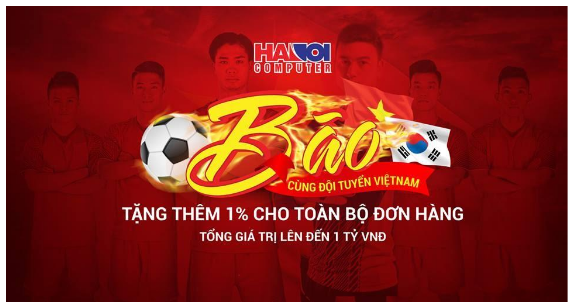 HANOI
COMPUTER
Bão
CÙNG ĐỘI TUYỂN VIỆTNAM
TẶNG THÊM 1% CHO TOÀN BỘ ĐƠN HÀNG
TỔNG GIÁ TRỊ LÊN ĐẾN 1 TỶ VNĐ